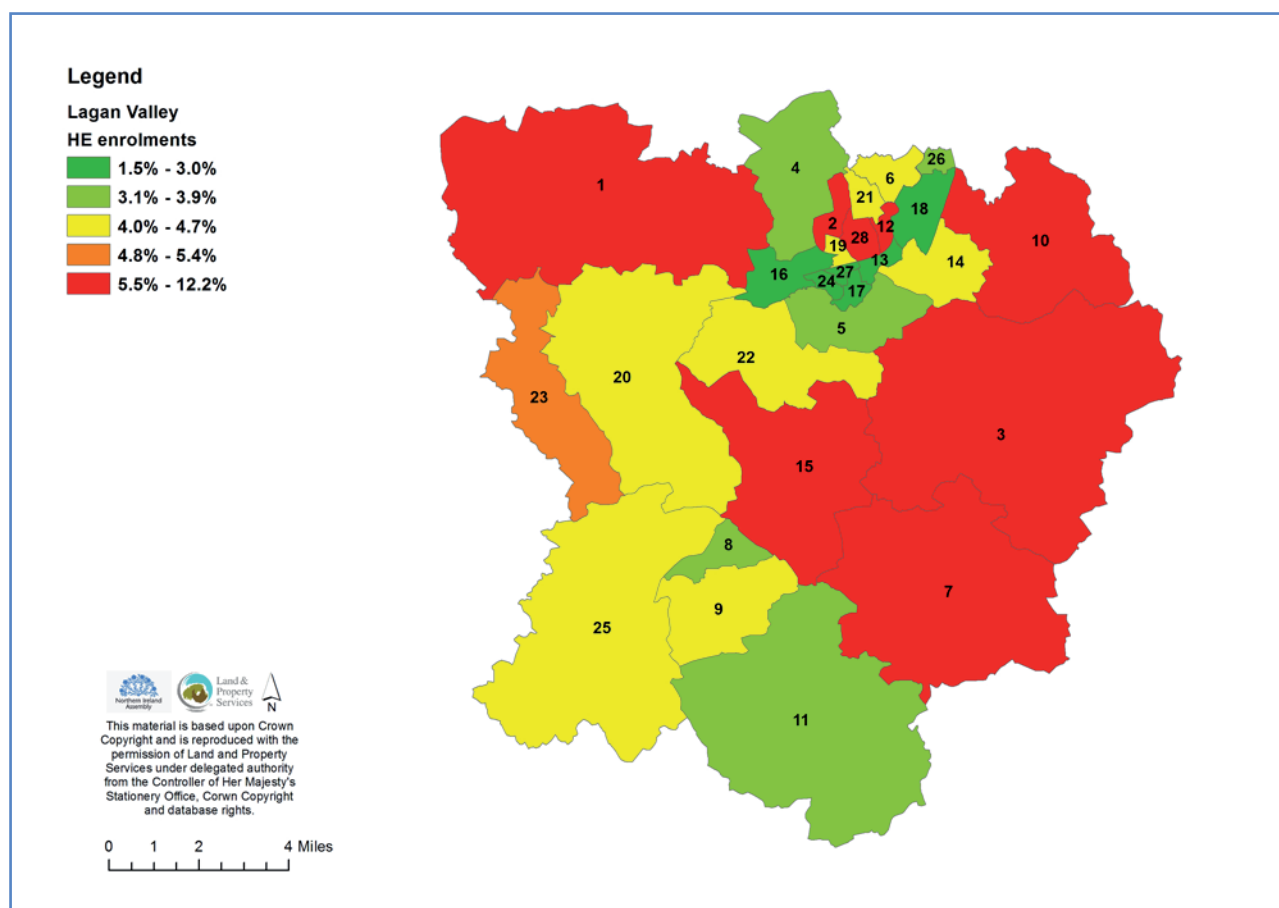 Legend
Lagan Valley
HE enrolments
1.5% - 3.0%
3.1% - 3.9%
4.0% - 4.7%
4.8% - 5.4%
5.5% - 12.2%
1
4
26
6
21
18
2
12
28
10
19
13
14
16
27
24
17
5
22
20
23
3
15
8
7
9
25
11
Northern Ireland
Assembly
Land &
Property
Services
N
This material is based upon Crown
Copyright and is reproduced with the
permission of Land and Property
Services under delegated authority
from the Controller of Her Majesty's
Stationery Office, Corwn Copyright
and database rights.
0 1 2 4 Miles